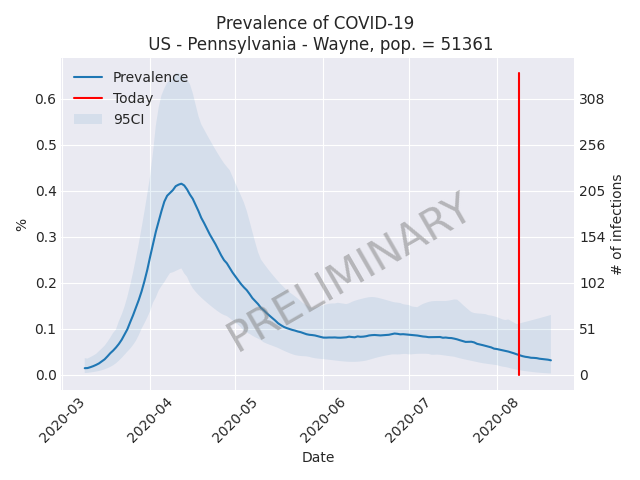 Prevalence of COVID-19
US - Pennsylvania - Wayne, pop. = 51361
Prevalence
Today
95CI
0.6
0.5
0.4
0.3
0.2
0.1
0.0
%
308
256
205
154
102
51
0
# of infections
PRELIMINARY
2020-03
2020-04
2020-05
2020-06
2020-07
2020-08
Date